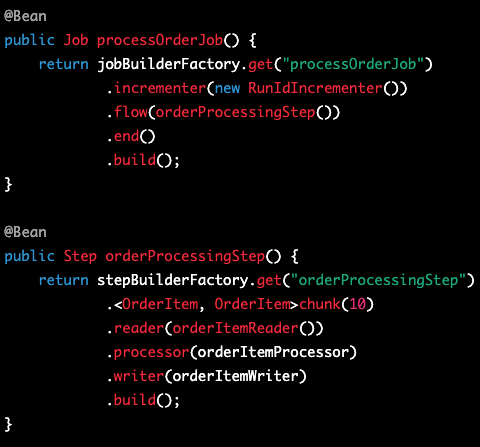 @Bean
public Job processOrderJob() {
    return jobBuilderFactory.get("processOrderJob")
            .incrementer(new RunIdIncrementer())
            .flow(orderProcessingStep())
            .end()
            .build();
}

@Bean
public Step orderProcessingStep() {
    return stepBuilderFactory.get("orderProcessingStep")
            .<OrderItem, OrderItem>chunk(10)
            .reader(orderItemReader())
            .processor(orderItemProcessor)
            .writer(orderItemWriter)
            .build();
}